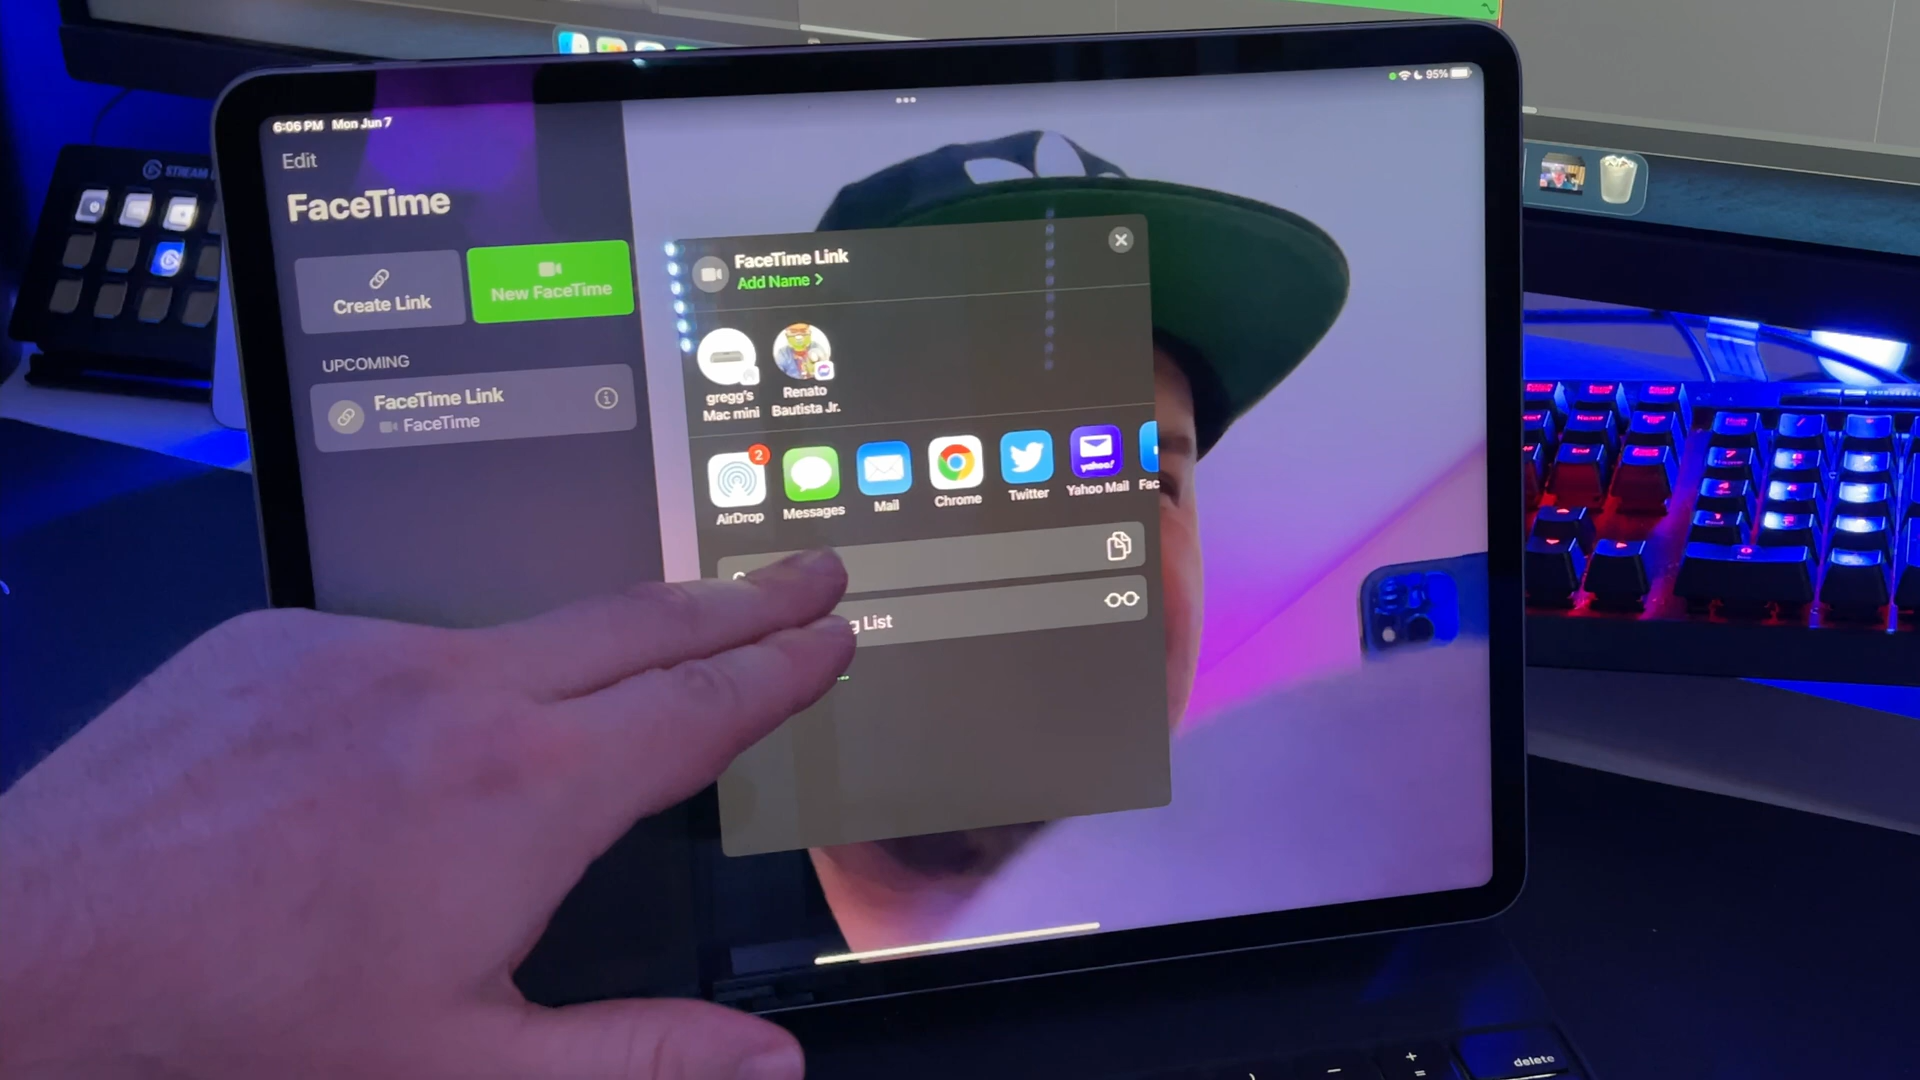 6:06 PM Mon Jun 7
95%
Edit
FaceTime
Create Link
New FaceTime
UPCOMING
FaceTime Link
FaceTime
FaceTime Link
Add Name >
gregg's
Mac mini
Renato
Bautista Jr.
2
AirDrop
Messages
Mail
Chrome
Twitter
yahoo!
Yahoo Mail
Fac
g List
STREAM
delete